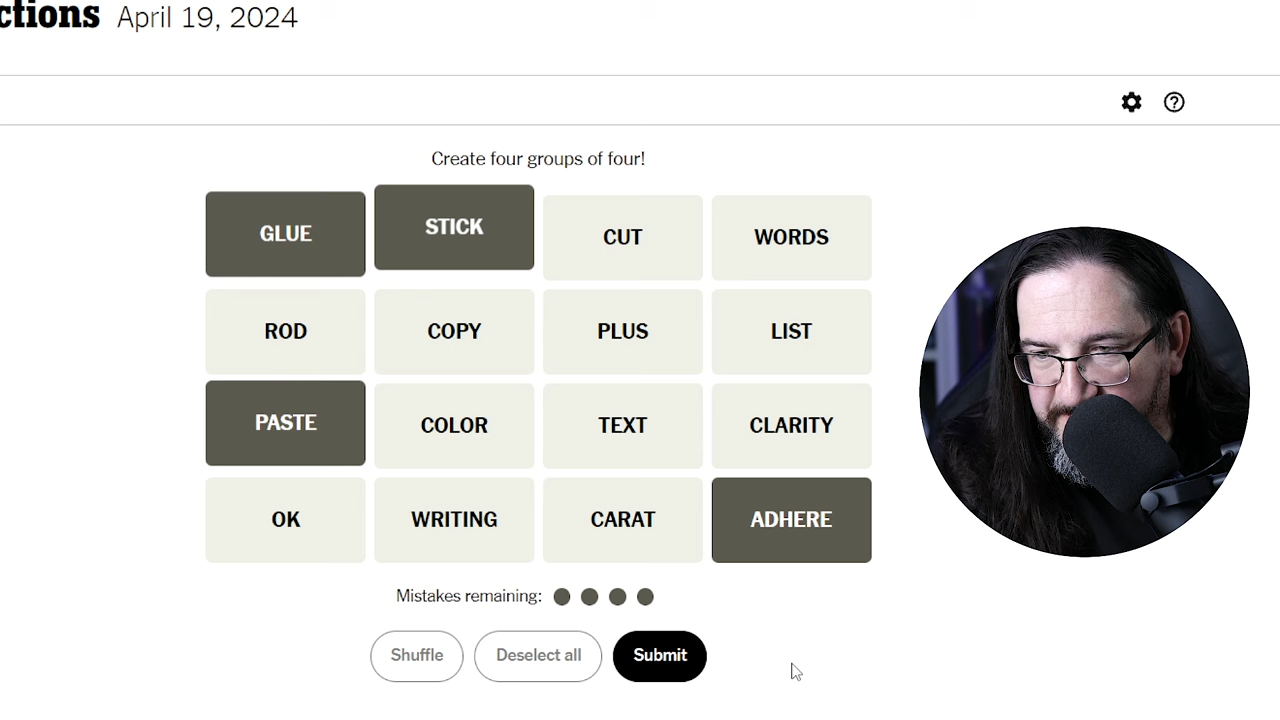 ctions April 19, 2024
Create four groups of four!
GLUE STICK CUT WORDS
ROD COPY PLUS LIST
PASTE COLOR TEXT CLARITY
OK WRITING CARAT ADHERE
Mistakes remaining:
Shuffle Deselect all Submit